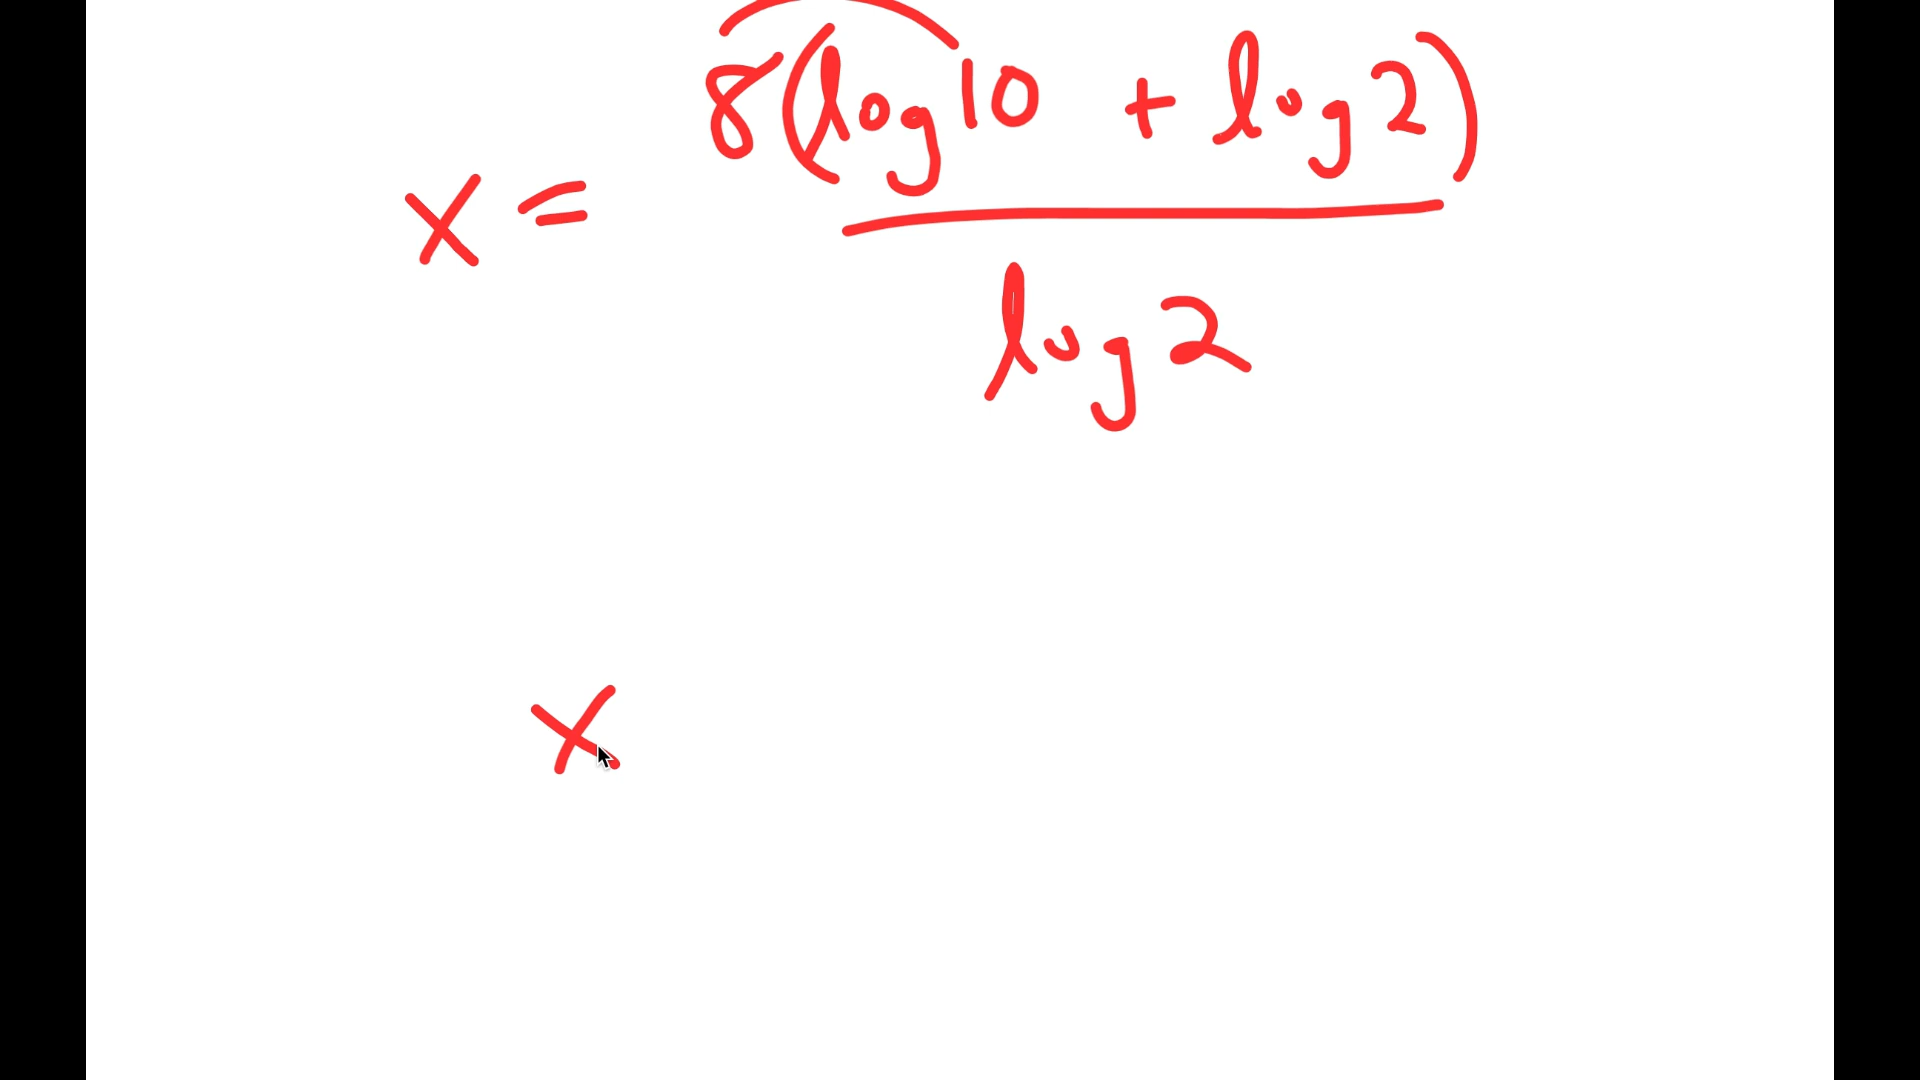 8(log10 + log2)
x =
log2
x